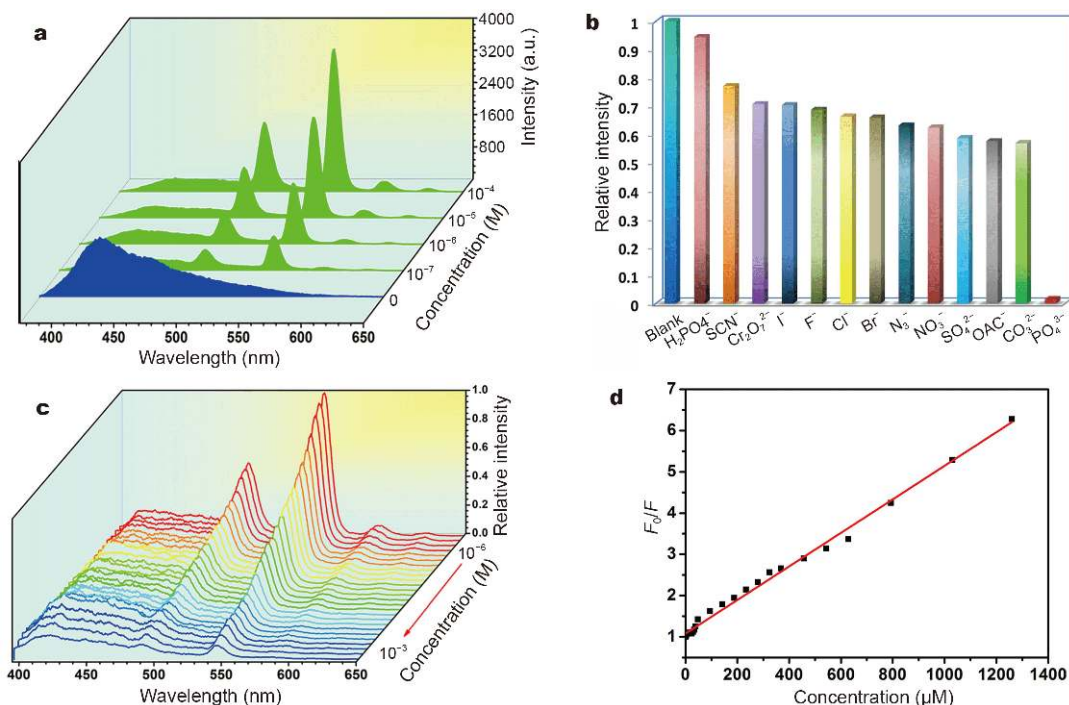 a
4000
3200
2400
1600
800
Intensity (a.u.)
10⁻⁴
10⁻⁵
10⁻⁶
10⁻⁷
0
Concentration (M)
400 450 500 550 600 650
Wavelength (nm)
b
1
0.9
0.8
0.7
0.6
0.5
0.4
0.3
0.2
0.1
0
Relative intensity
Blank H₂PO4⁻ SCN⁻ Cr₂O₇²⁻ I⁻ F⁻ Cl⁻ Br⁻ N₃⁻ NO₃⁻ SO₄²⁻ OAC⁻ CO₃²⁻ PO₄³⁻
c
1.0
0.8
0.6
0.4
0.2
0.0
Relative intensity
10⁻⁶
10⁻³
Concentration (M)
400 450 500 550 600 650
Wavelength (nm)
d
7
6
5
4
3
2
1
F₀/F
0 200 400 600 800 1000 1200 1400
Concentration (μM)